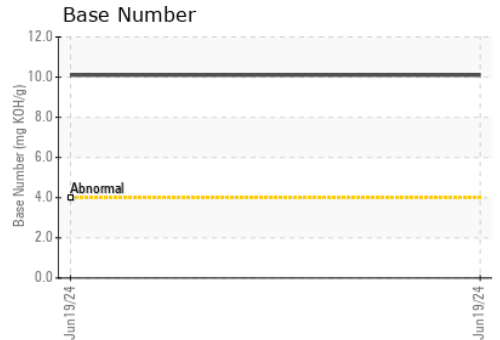 Base Number
12.0
10.0
8.0
6.0
4.0
2.0
0.0
Base Number (mg KOH/g)
Abnormal
Jun19/24
Jun19/24